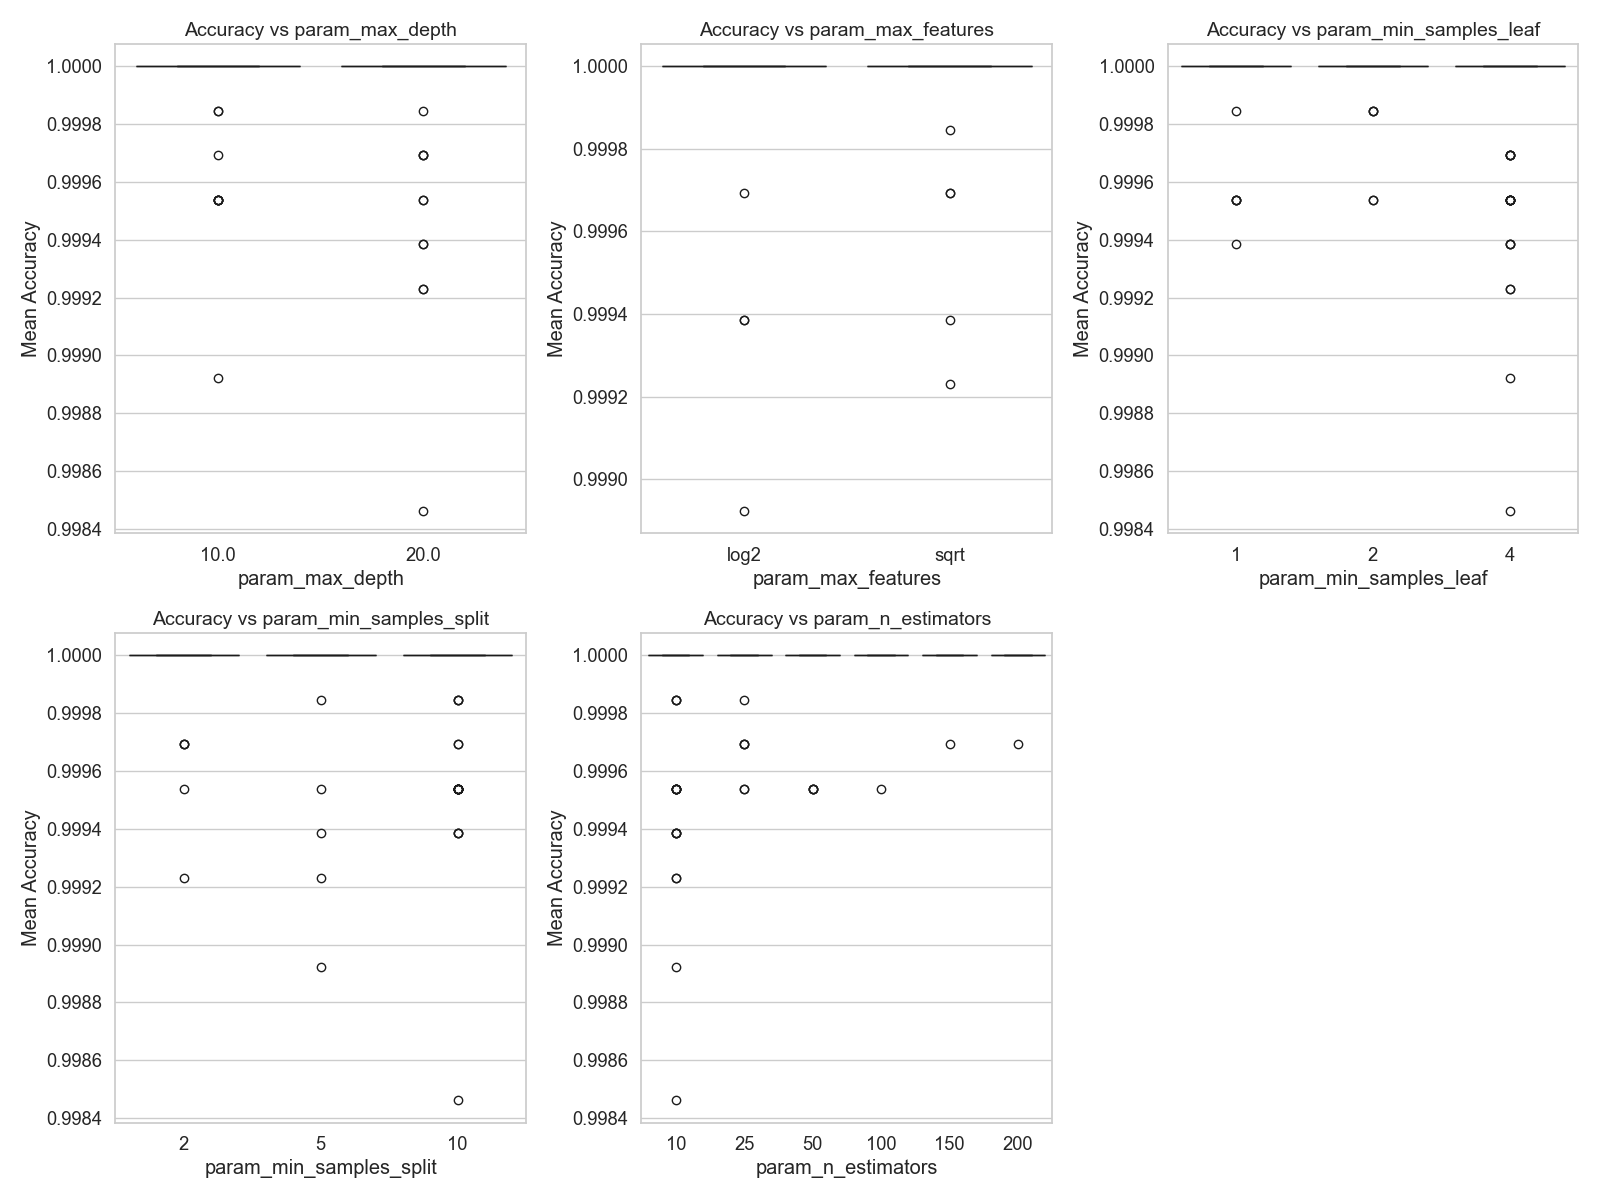 Accuracy vs param_max_depth
1.0000
0.9998
0.9996
0.9994
0.9992
0.9990
0.9988
0.9986
0.9984
Mean Accuracy
10.0 20.0
param_max_depth
Accuracy vs param_max_features
1.0000
0.9998
0.9996
0.9994
0.9992
0.9990
Mean Accuracy
log2 sqrt
param_max_features
Accuracy vs param_min_samples_leaf
1.0000
0.9998
0.9996
0.9994
0.9992
0.9990
0.9988
0.9986
0.9984
Mean Accuracy
1 2 4
param_min_samples_leaf
Accuracy vs param_min_samples_split
1.0000
0.9998
0.9996
0.9994
0.9992
0.9990
0.9988
0.9986
0.9984
Mean Accuracy
2 5 10
param_min_samples_split
Accuracy vs param_n_estimators
1.0000
0.9998
0.9996
0.9994
0.9992
0.9990
0.9988
0.9986
0.9984
Mean Accuracy
10 25 50 100 150 200
param_n_estimators